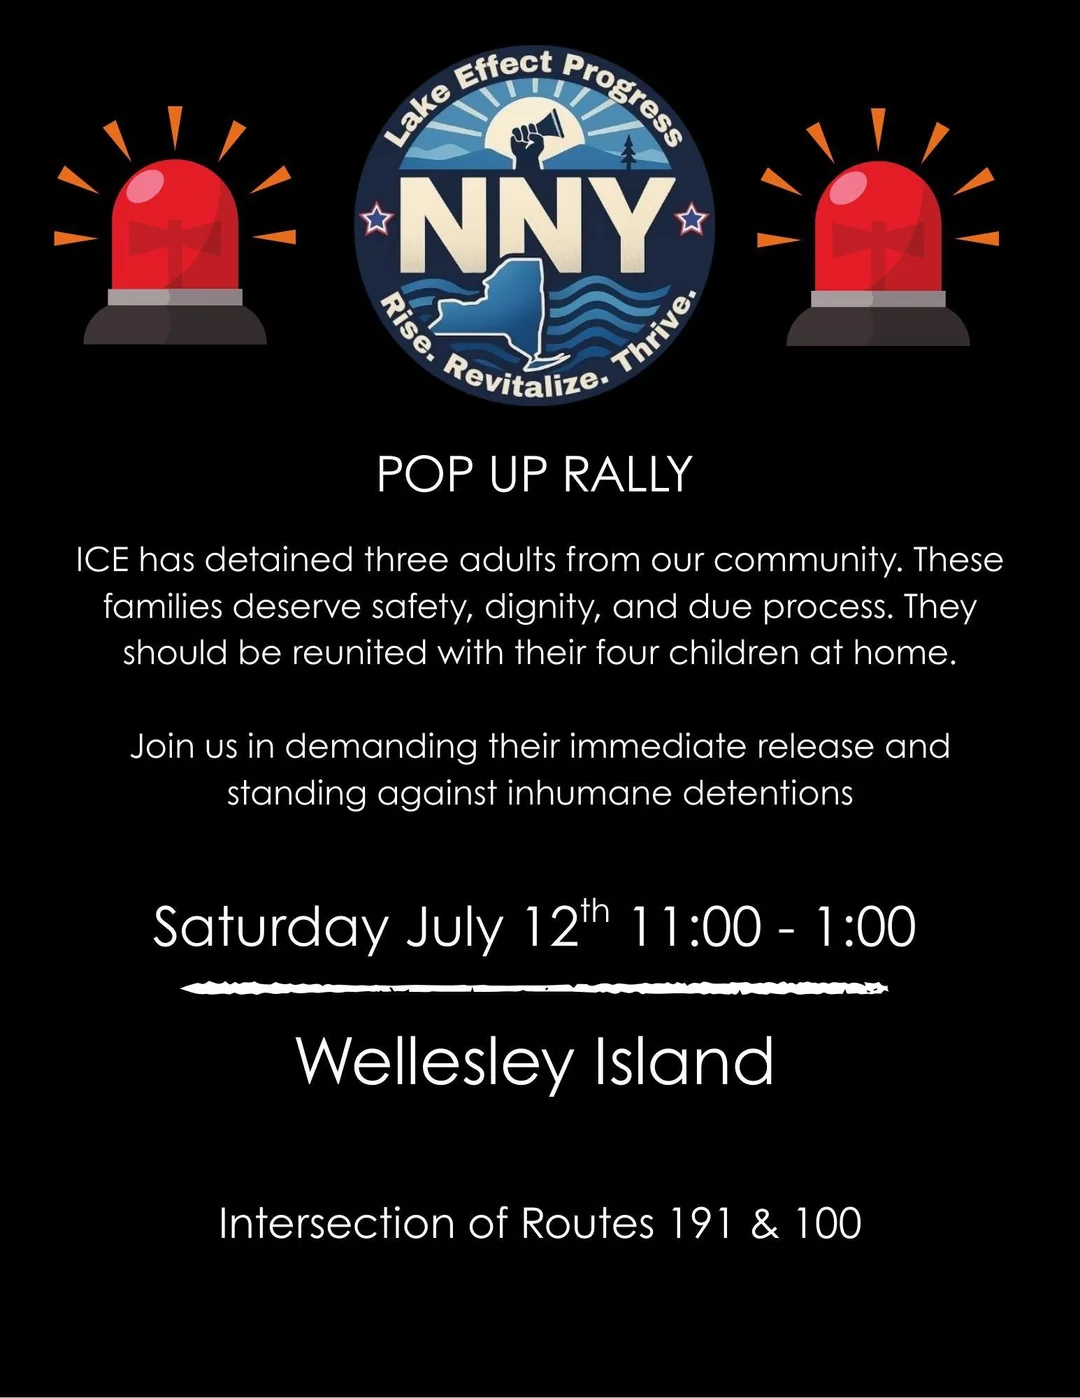 Lake Effect Progress
NNY
Rise. Revitalize. Thrive.
POP UP RALLY
ICE has detained three adults from our community. These
families deserve safety, dignity, and due process. They
should be reunited with their four children at home.
Join us in demanding their immediate release and
standing against inhumane detentions
Saturday July 12th 11:00 - 1:00
Wellesley Island
Intersection of Routes 191 & 100